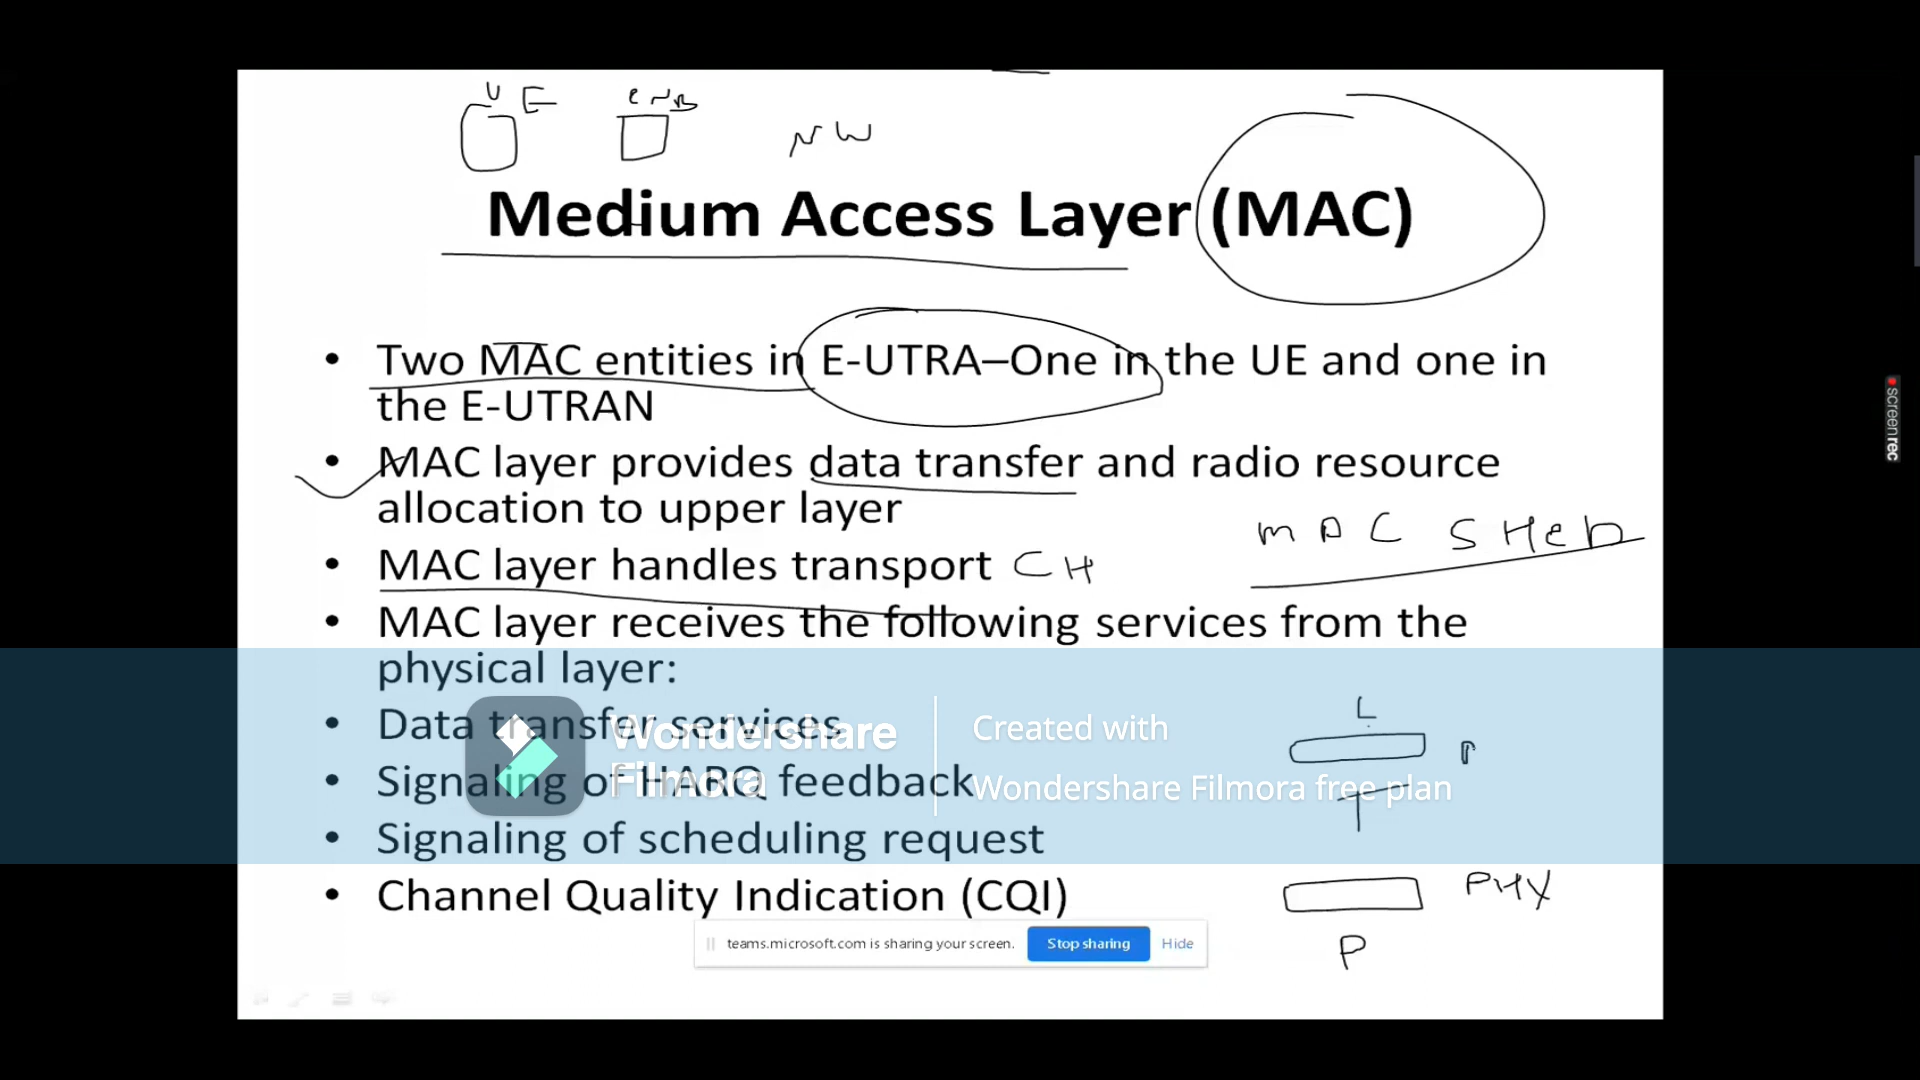 UE eNB NW
Medium Access Layer (MAC)
• Two MAC entities in E-UTRA–One in the UE and one in
the E-UTRAN
• MAC layer provides data transfer and radio resource
allocation to upper layer
MAC SHED
• MAC layer handles transport CH
• MAC layer receives the following services from the
physical layer:
• Data transfer services
L
• Signaling of HARQ feedback
T
• Signaling of scheduling request
• Channel Quality Indication (CQI)
PHY
P
Wondershare
Filmora
Created with
Wondershare Filmora free plan
teams.microsoft.com is sharing your screen. Stop sharing Hide
screenrec